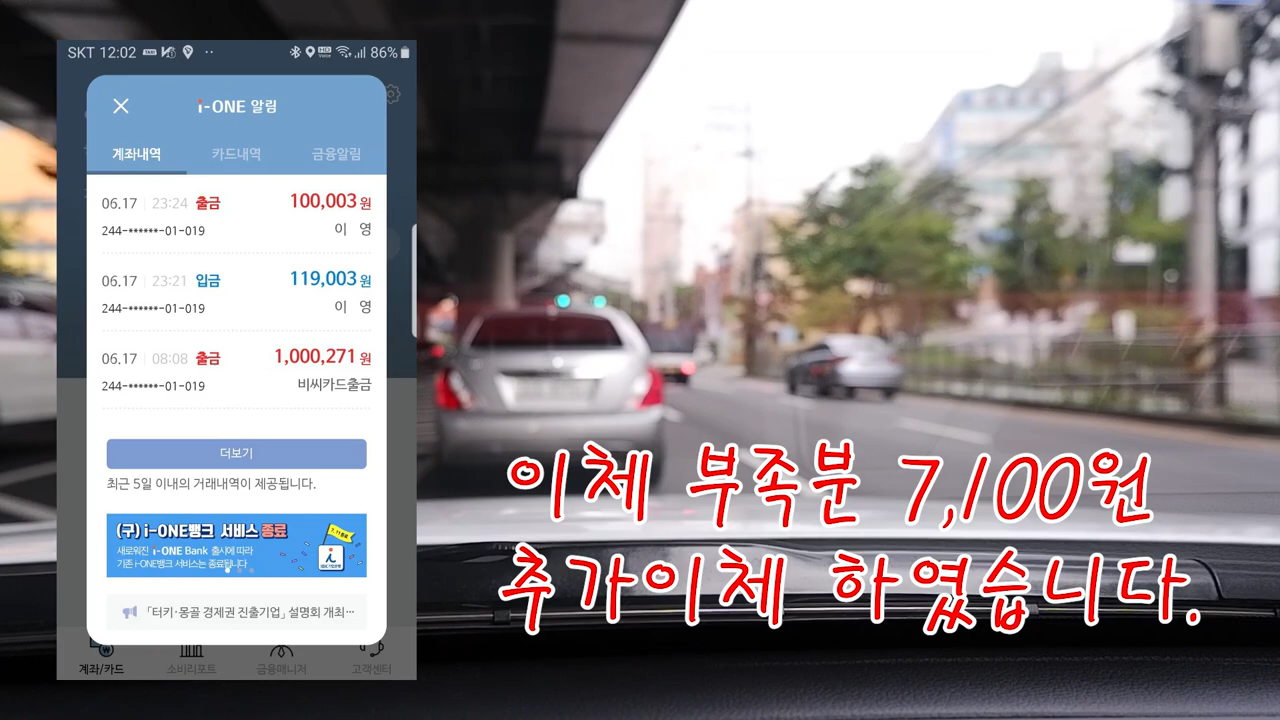 SKT 12:02
86%
i-ONE 알림
계좌내역 카드내역 금융알림
06.17 23:24 출금 100,003 원
244-******-01-019 이 영
06.17 23:21 입금 119,003 원
244-******-01-019 이 영
06.17 08:08 출금 1,000,271 원
244-******-01-019 비씨카드출금
더보기
최근 5일 이내의 거래내역이 제공됩니다.
(구) i-ONE뱅크 서비스 종료
새로워진 i-ONE Bank 출시에 따라
기존 i-ONE뱅크 서비스는 종료됩니다
「터키·몽골 경제권 진출기업」 설명회 개최…
계좌/카드 소비리포트 금융매니저 고객센터
이체 부족분 7,100원
추가이체 하였습니다.